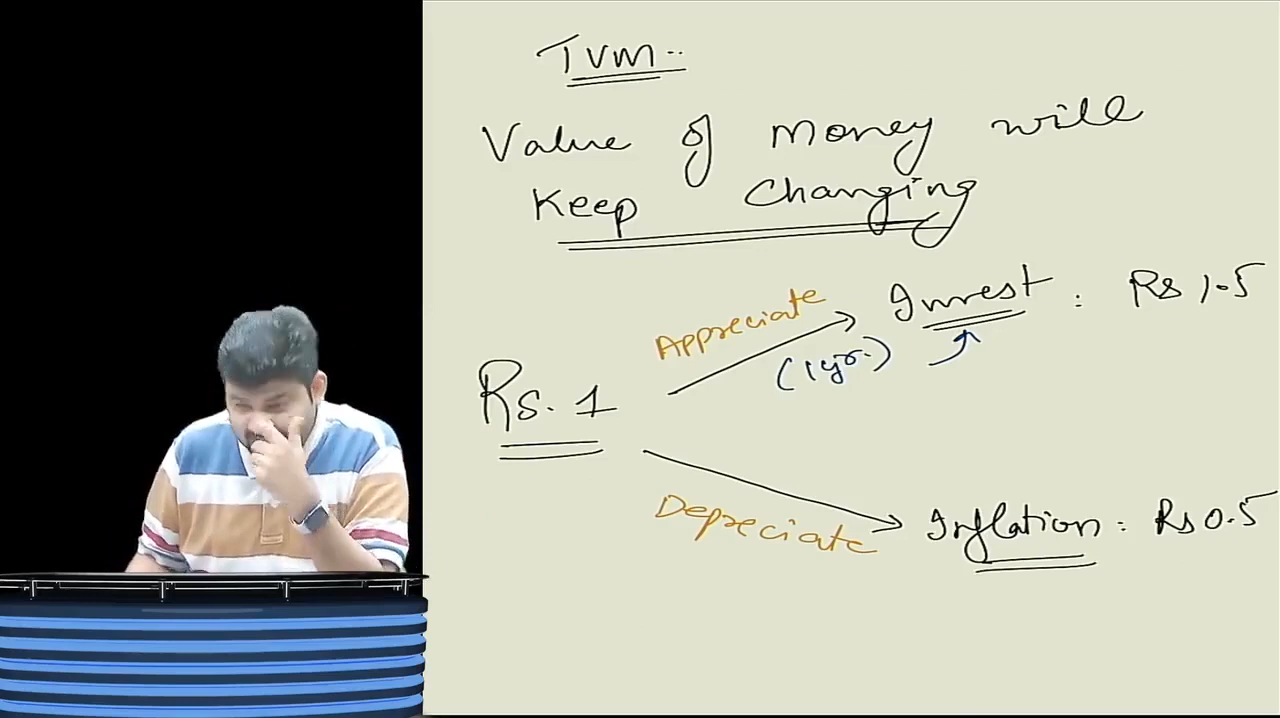 TVM..
Value of Money will
Keep Changing
Appreciate
Invest : Rs 1.5
(1yr.)
Rs. 1
Depreciate
Inflation : Rs 0.5